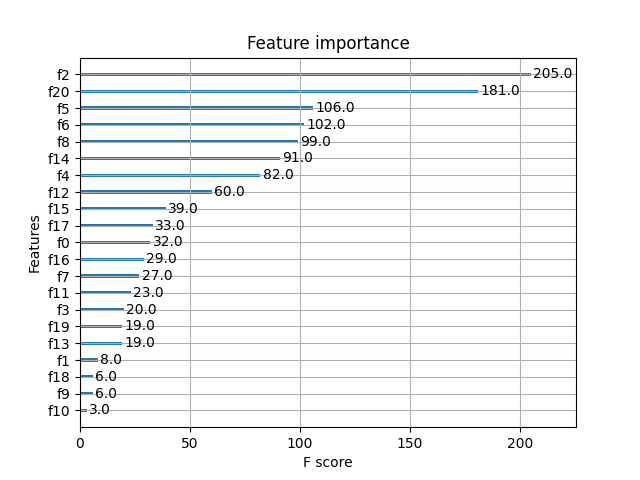 Feature importance
f2 205.0
f20 181.0
f5 106.0
f6 102.0
f8 99.0
f14 91.0
f4 82.0
f12 60.0
f15 39.0
f17 33.0
f0 32.0
f16 29.0
f7 27.0
f11 23.0
f3 20.0
f19 19.0
f13 19.0
f1 8.0
f18 6.0
f9 6.0
f10 3.0
Features
0 50 100 150 200
F score